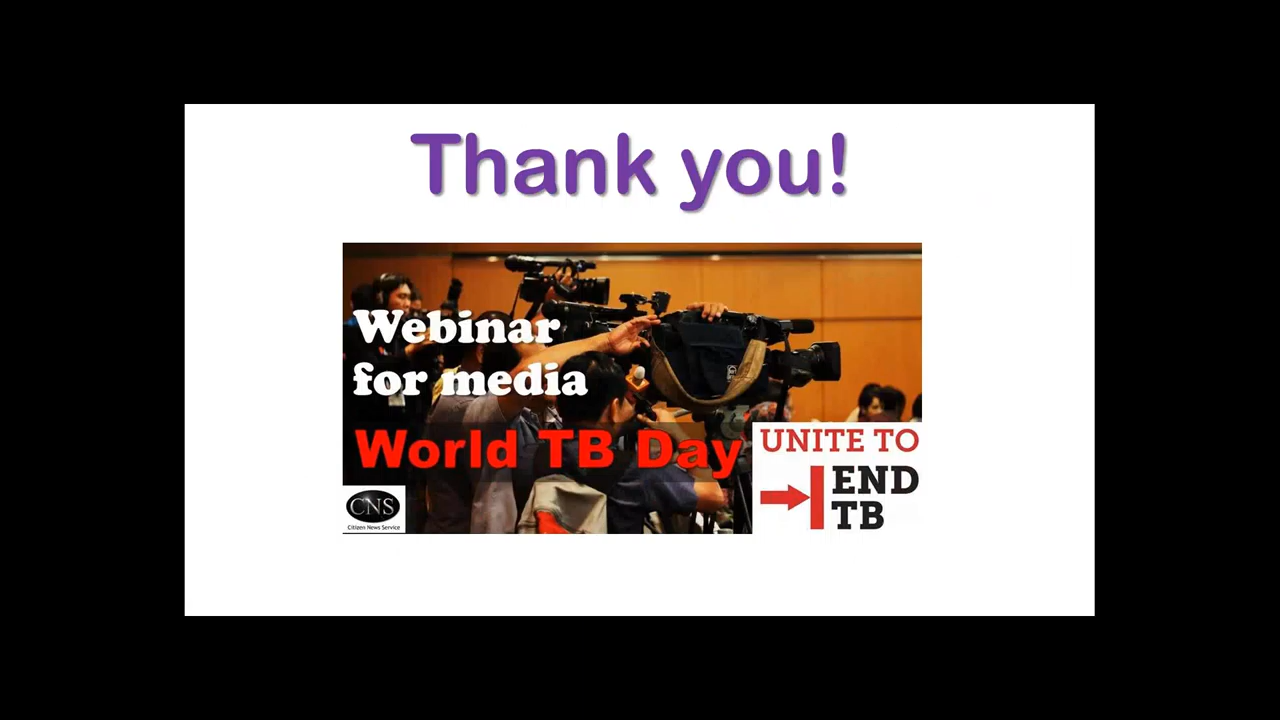 Thank you!
Webinar
for media
World TB Day
UNITE TO
END
TB
CNS
Citizen News Service